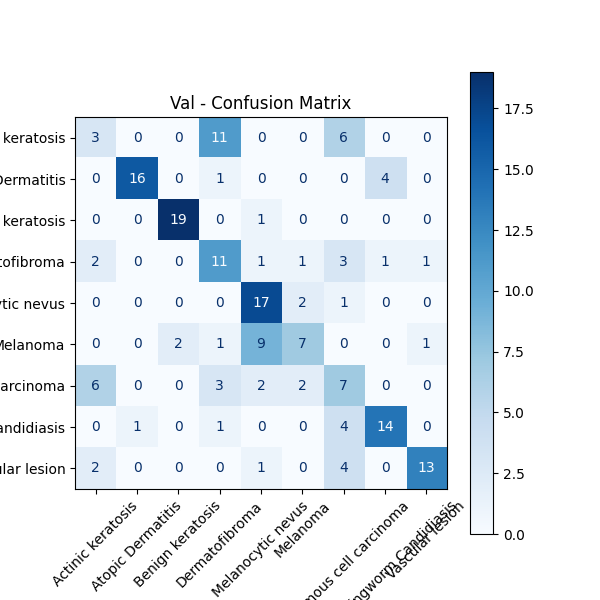 Val - Confusion Matrix
keratosis 3 0 0 11 0 0 6 0 0
Dermatitis 0 16 0 1 0 0 0 4 0
keratosis 0 0 19 0 1 0 0 0 0
tofibroma 2 0 0 11 1 1 3 1 1
ytic nevus 0 0 0 0 17 2 1 0 0
Melanoma 0 0 2 1 9 7 0 0 1
arcinoma 6 0 0 3 2 2 7 0 0
andidiasis 0 1 0 1 0 0 4 14 0
ular lesion 2 0 0 0 1 0 4 0 13
Actinic keratosis
Atopic Dermatitis
Benign keratosis
Dermatofibroma
Melanocytic nevus
Melanoma
mous cell carcinoma
ngworm Candidiasis
Vascular lesion
17.5
15.0
12.5
10.0
7.5
5.0
2.5
0.0